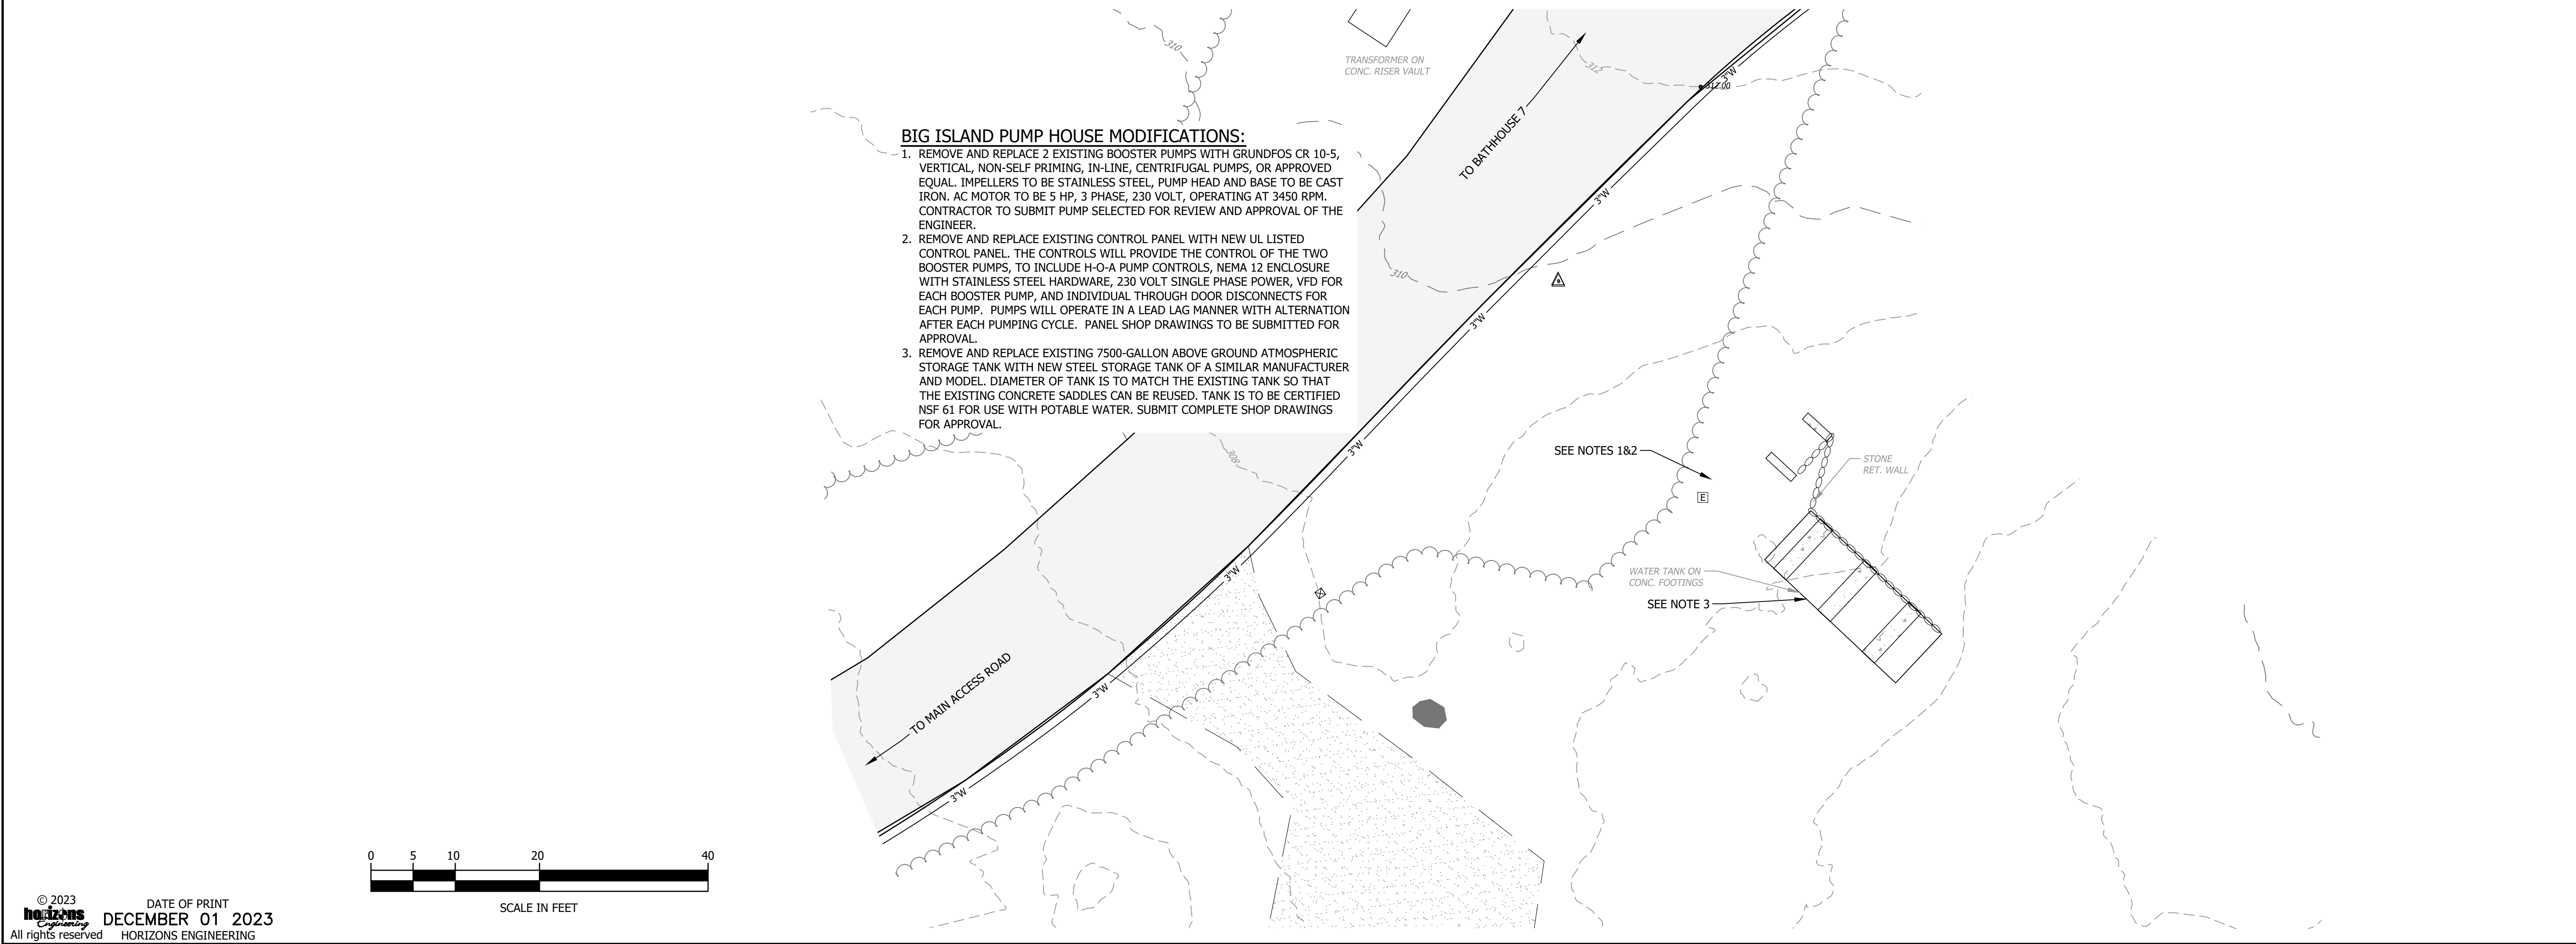 310
TRANSFORMER ON
CONC. RISER VAULT
312
3"W
312.00
TO BATHHOUSE 7
BIG ISLAND PUMP HOUSE MODIFICATIONS:
1. REMOVE AND REPLACE 2 EXISTING BOOSTER PUMPS WITH GRUNDFOS CR 10-5,
VERTICAL, NON-SELF PRIMING, IN-LINE, CENTRIFUGAL PUMPS, OR APPROVED
EQUAL. IMPELLERS TO BE STAINLESS STEEL, PUMP HEAD AND BASE TO BE CAST
IRON. AC MOTOR TO BE 5 HP, 3 PHASE, 230 VOLT, OPERATING AT 3450 RPM.
CONTRACTOR TO SUBMIT PUMP SELECTED FOR REVIEW AND APPROVAL OF THE
ENGINEER.
2. REMOVE AND REPLACE EXISTING CONTROL PANEL WITH NEW UL LISTED
CONTROL PANEL. THE CONTROLS WILL PROVIDE THE CONTROL OF THE TWO
BOOSTER PUMPS, TO INCLUDE H-O-A PUMP CONTROLS, NEMA 12 ENCLOSURE
WITH STAINLESS STEEL HARDWARE, 230 VOLT SINGLE PHASE POWER, VFD FOR
EACH BOOSTER PUMP, AND INDIVIDUAL THROUGH DOOR DISCONNECTS FOR
EACH PUMP. PUMPS WILL OPERATE IN A LEAD LAG MANNER WITH ALTERNATION
AFTER EACH PUMPING CYCLE. PANEL SHOP DRAWINGS TO BE SUBMITTED FOR
APPROVAL.
3. REMOVE AND REPLACE EXISTING 7500-GALLON ABOVE GROUND ATMOSPHERIC
STORAGE TANK WITH NEW STEEL STORAGE TANK OF A SIMILAR MANUFACTURER
AND MODEL. DIAMETER OF TANK IS TO MATCH THE EXISTING TANK SO THAT
THE EXISTING CONCRETE SADDLES CAN BE REUSED. TANK IS TO BE CERTIFIED
NSF 61 FOR USE WITH POTABLE WATER. SUBMIT COMPLETE SHOP DRAWINGS
FOR APPROVAL.
3"W
310
3"W
3"W
308
SEE NOTES 1&2
STONE
RET. WALL
E
WATER TANK ON
CONC. FOOTINGS
SEE NOTE 3
3"W
3"W
TO MAIN ACCESS ROAD
3"W
0 5 10 20 40
SCALE IN FEET
© 2023
horizons
Engineering
All rights reserved
DATE OF PRINT
DECEMBER 01 2023
HORIZONS ENGINEERING